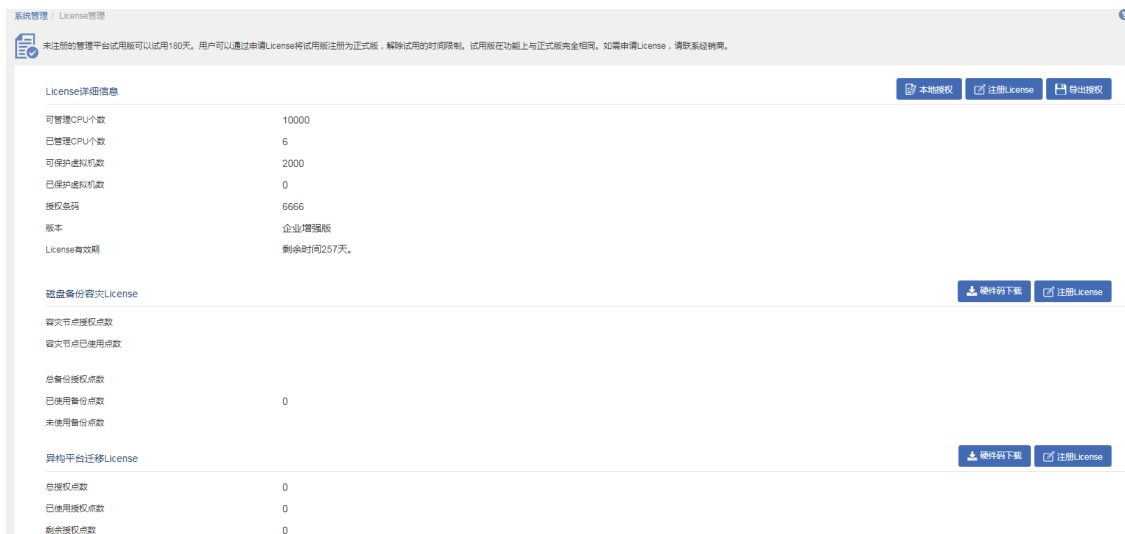 系统管理 / License管理
未注册的管理平台试用版可以试用180天。用户可以通过申请License将试用版注册为正式版，解除试用的时间限制。试用版在功能上与正式版完全相同。如需申请License，请联系经销商。
License详细信息 本地授权 注册License 导出授权
可管理CPU个数 10000
已管理CPU个数 6
可保护虚拟机数 2000
已保护虚拟机数 0
授权条码 6666
版本 企业增强版
License有效期 剩余时间257天。
磁盘备份容灾License 硬件码下载 注册License
容灾节点授权点数
容灾节点已使用点数
总备份授权点数
已使用备份点数 0
未使用备份点数
异构平台迁移License 硬件码下载 注册License
总授权点数 0
已使用授权点数 0
剩余授权点数 0